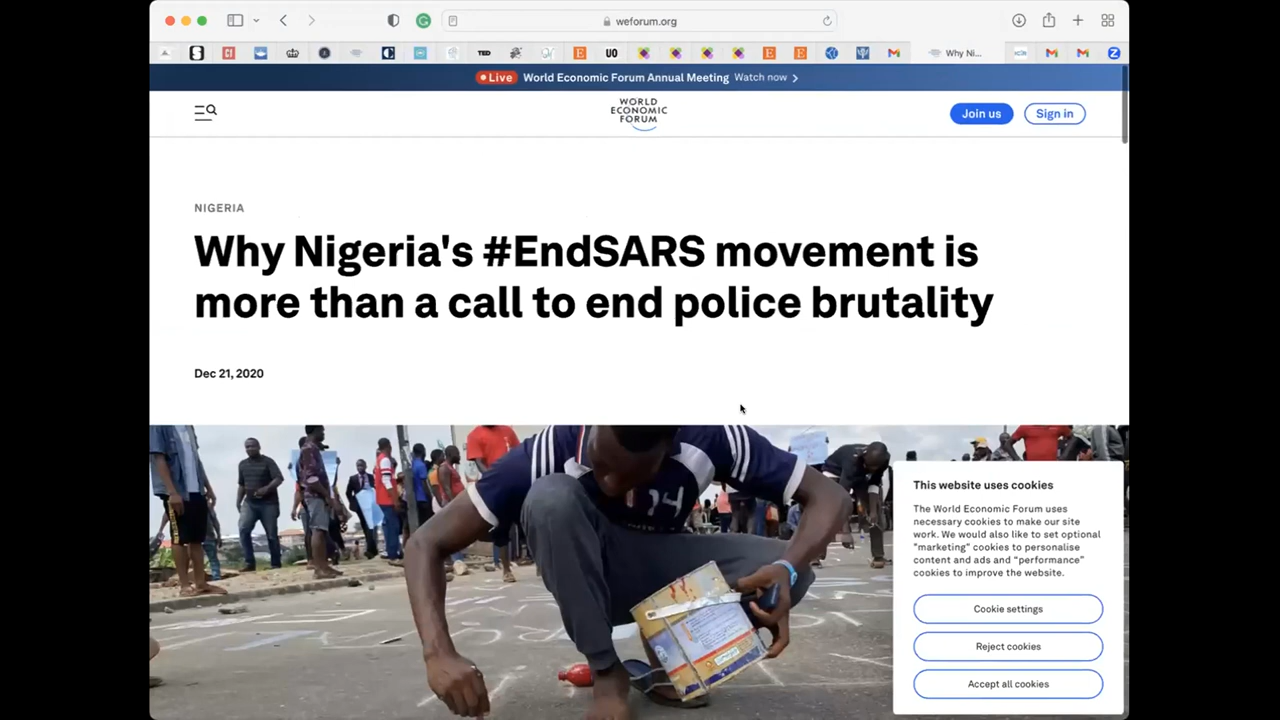 weforum.org
TED
UO
Why Ni...
Live World Economic Forum Annual Meeting Watch now
WORLD
ECONOMIC
FORUM
Join us
Sign in
NIGERIA
Why Nigeria's #EndSARS movement is
more than a call to end police brutality
Dec 21, 2020
This website uses cookies
The World Economic Forum uses
necessary cookies to make our site
work. We would also like to set optional
"marketing" cookies to personalise
content and ads and “performance”
cookies to improve the website.
Cookie settings
Reject cookies
Accept all cookies